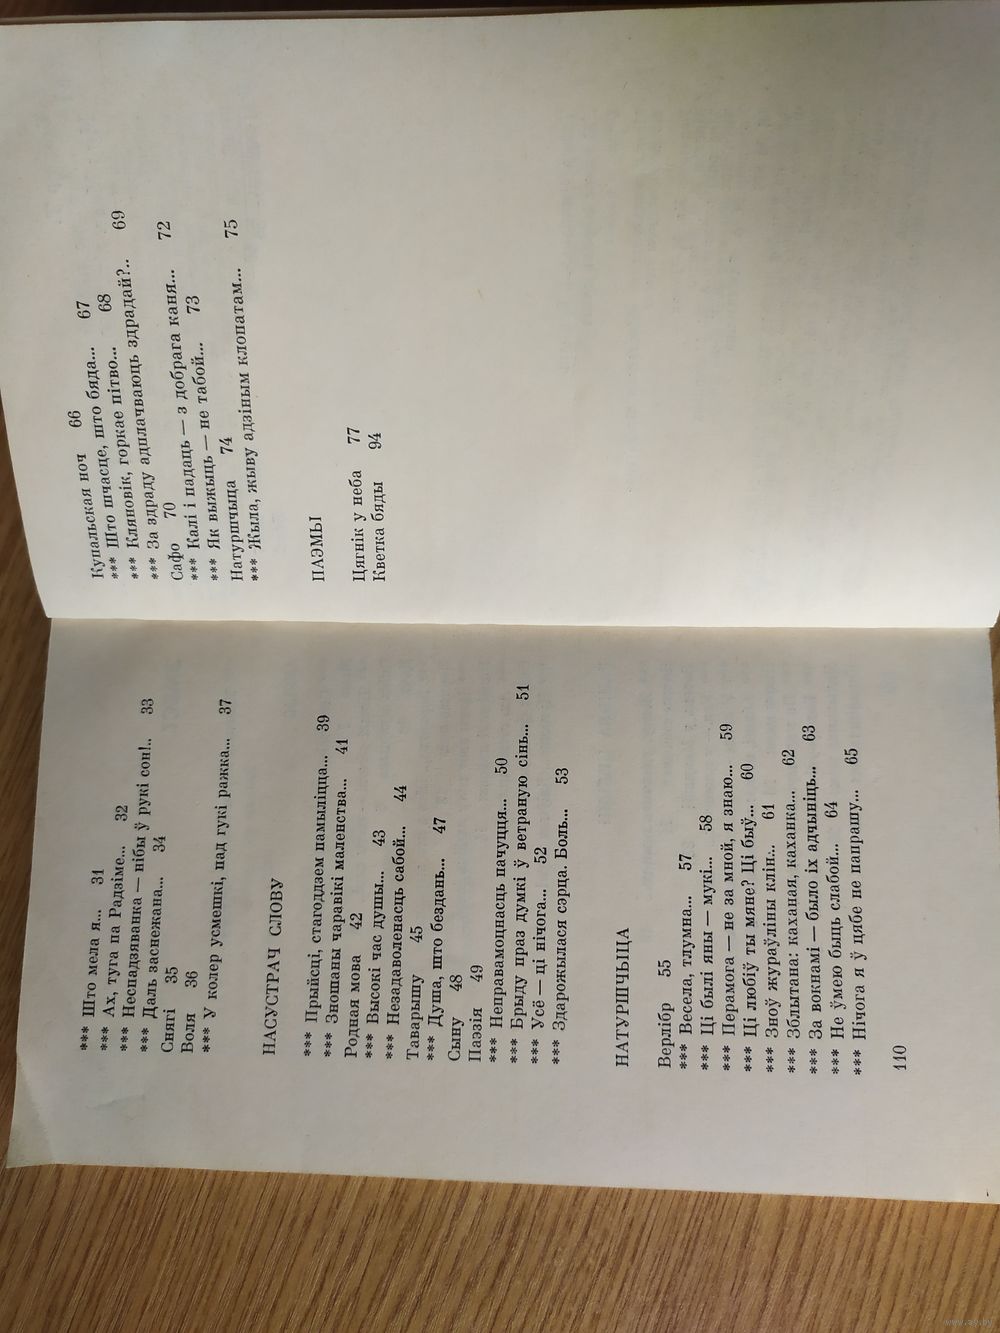 *** Што мела я... 31
*** Ах, туга па Радзіме... 32
*** Неспадзяванка — нібы ў рукі сон!.. 33
*** Даль заснежана... 34
Снягі 35
Воля 36
*** У колер усмешкі, пад гукі ражка... 37
НАСУСТРАЧ СЛОВУ
*** Прыйсці, стагоддзем памыліцца... 39
*** Зношаны чаравікі маленства... 41
Родная мова 42
*** Высокі час душы... 43
*** Незадаволенасць сабой... 44
Таварышу 45
*** Душа, што бездань... 47
Сыну 48
Паэзія 49
*** Неправамоцнасць пачуцця... 50
*** Брыду праз думкі ў ветраную сінь... 51
*** Усё — ці нічога... 52
*** Здарожылася сэрца. Боль... 53
НАТУРШЧЫЦА
Верлібр 55
*** Весела, тлумна... 57
*** Ці былі яны — мукі... 58
*** Перамога — не за мной, я знаю... 59
*** Ці любіў ты мяне? Ці быў... 60
*** Зноў жураўліны клін... 61
*** Зблытана: каханая, каханка... 62
*** За вокнамі — было іх адчыніць... 63
*** Не ўмею быць слабой... 64
*** Нічога я ў цябе не папрашу... 65
110
Купальская ноч 66
*** Што шчасце, што бяда... 67
*** Кляновік, горкае пітво... 68
*** За здраду адплачваюць здрадай?.. 69
Сафо 70
*** Калі і падаць — з добрага каня... 72
*** Як выжыць — не табой... 73
Натуршчыца 74
*** Жыла, жыву адзіным клопатам... 75
ПАЭМЫ
Цягнік у неба 77
Кветка бяды 94
www.ay.by